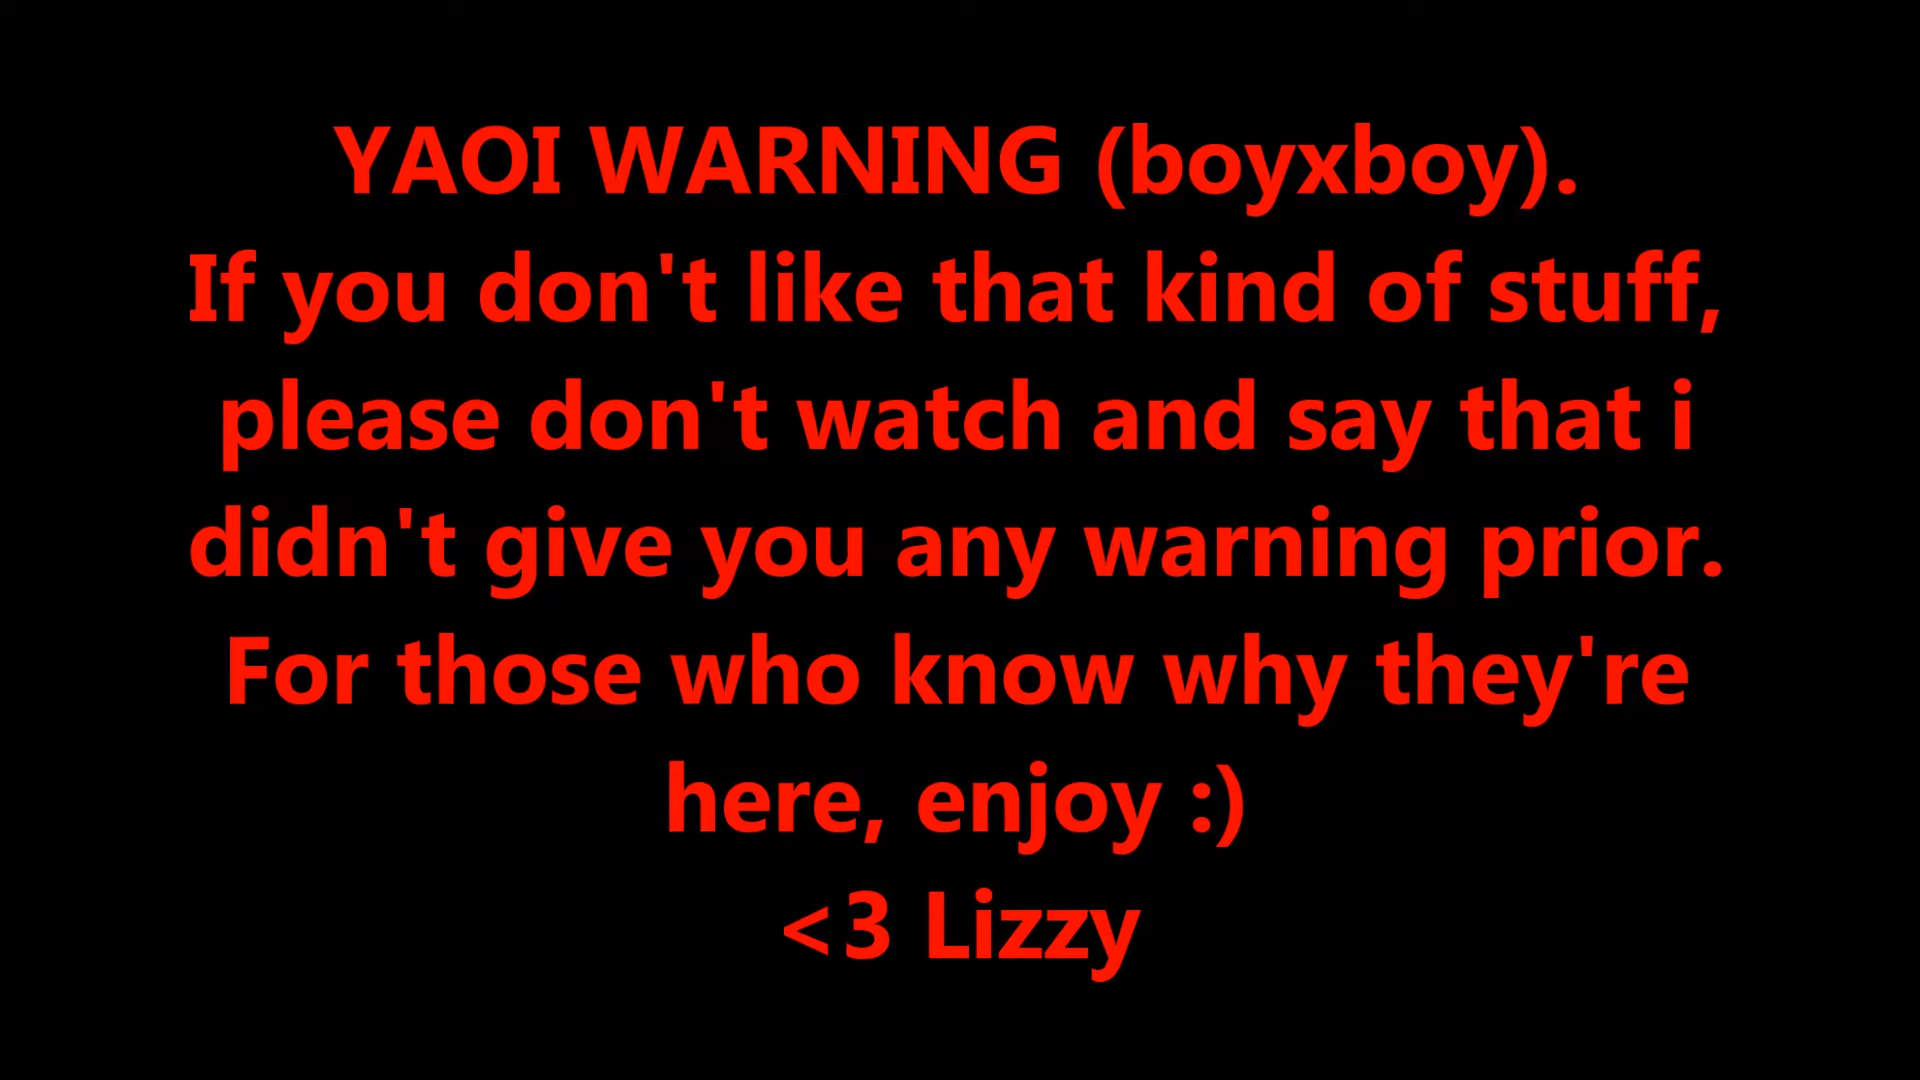 YAOI WARNING (boyxboy).
If you don't like that kind of stuff,
please don't watch and say that i
didn't give you any warning prior.
For those who know why they're
here, enjoy :)
<3 Lizzy